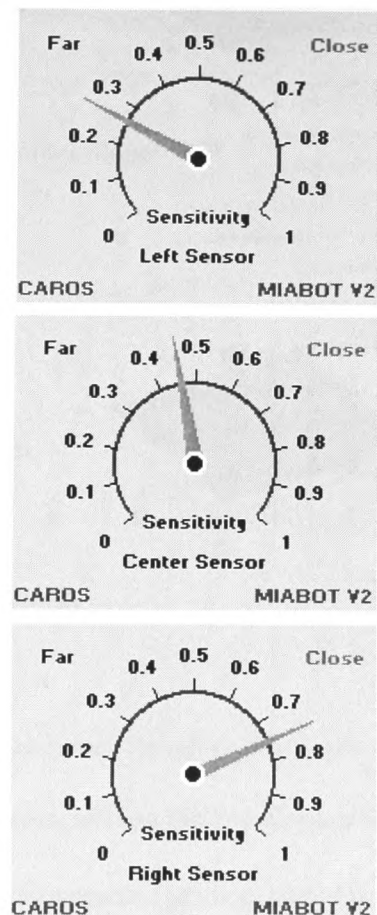 Far 0.5 Close
0.4 0.6
0.3 0.7
0.2 0.8
0.1 0.9
Sensitivity
0 1
Left Sensor
CAROS MIABOT V2
Far 0.5 Close
0.4 0.6
0.3 0.7
0.2 0.8
0.1 0.9
Sensitivity
0 1
Center Sensor
CAROS MIABOT V2
Far 0.5 Close
0.4 0.6
0.3 0.7
0.2 0.8
0.1 0.9
Sensitivity
0 1
Right Sensor
CAROS MIABOT V2